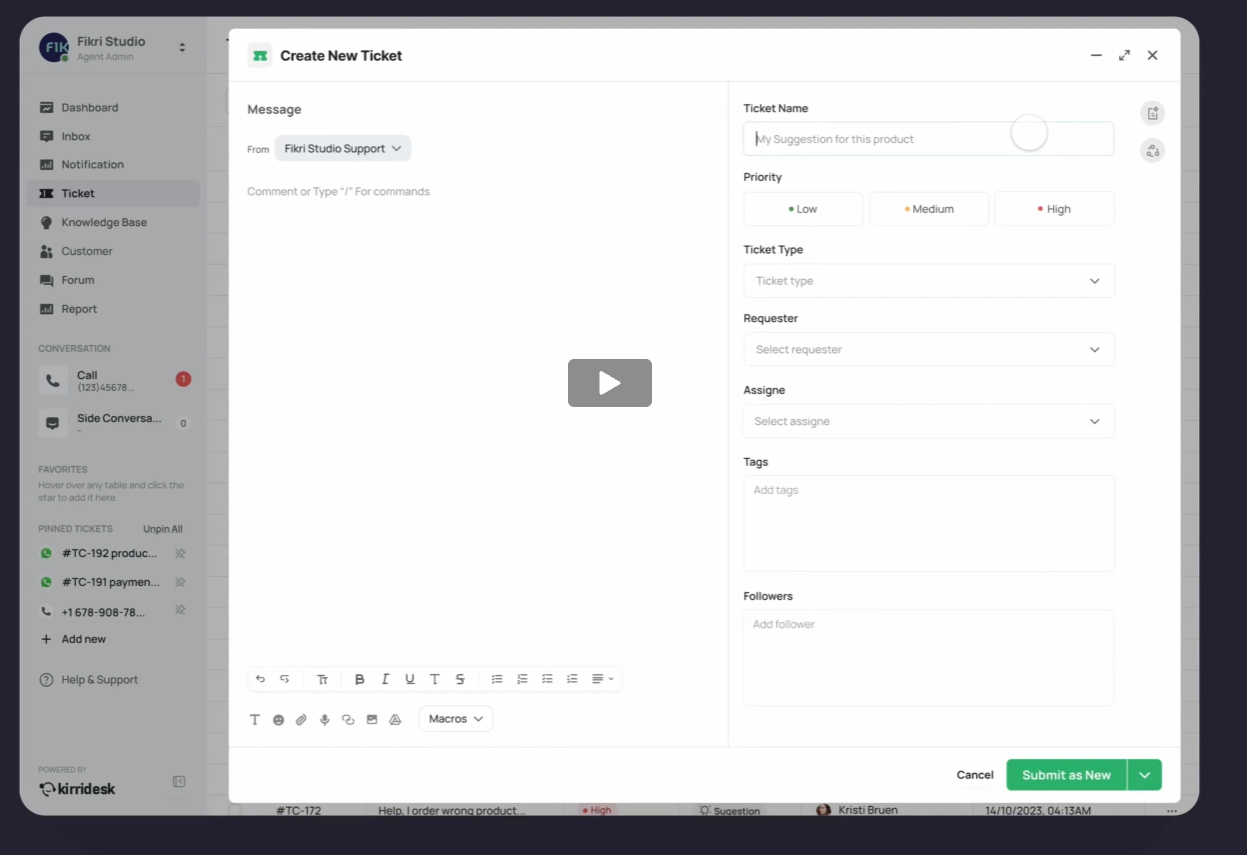 FIK
Fikri Studio
Agent Admin
Dashboard
Inbox
Notification
Ticket
Knowledge Base
Customer
Forum
Report
CONVERSATION
Call
(123)45678...
1
Side Conversa...
-
0
FAVORITES
Hover over any table and click the
star to add it here.
PINNED TICKETS Unpin All
#TC-192 produc...
#TC-191 paymen...
+1 678-908-78...
Add new
Help & Support
POWERED BY
kirridesk
Create New Ticket
Message
From Fikri Studio Support
Comment or Type "/" For commands
Macros
Ticket Name
My Suggestion for this product
Priority
Low Medium High
Ticket Type
Ticket type
Requester
Select requester
Assigne
Select assigne
Tags
Add tags
Followers
Add follower
Cancel Submit as New
#TC-172 Help, I order wrong product... High Sugestion Kristi Bruen 14/10/2023, 04:13AM ...